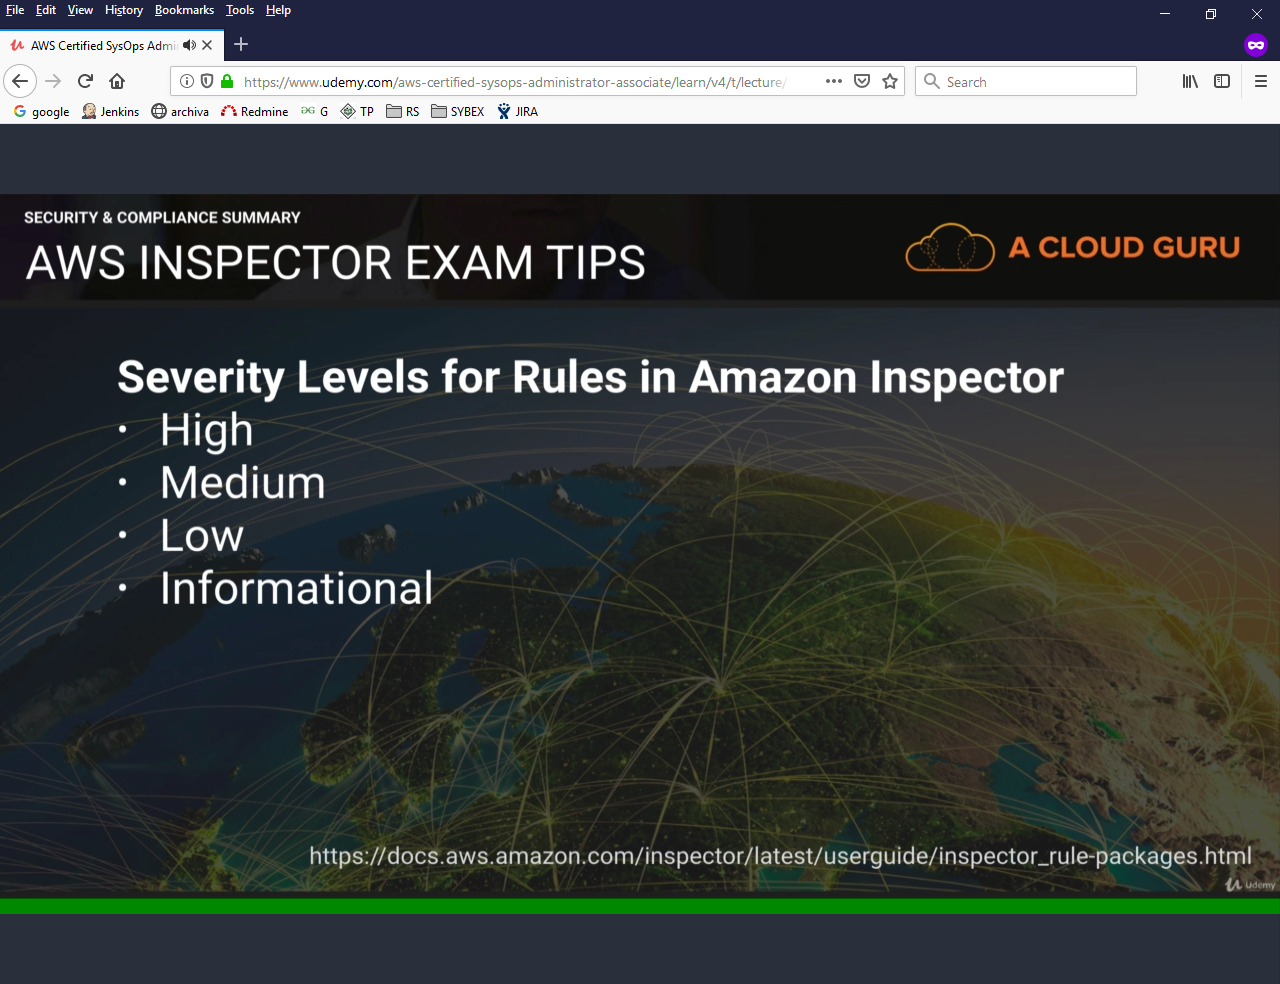 File Edit View History Bookmarks Tools Help
AWS Certified SysOps Admi
https://www.udemy.com/aws-certified-sysops-administrator-associate/learn/v4/t/lecture/
Search
google Jenkins archiva Redmine G TP RS SYBEX JIRA
SECURITY & COMPLIANCE SUMMARY
AWS INSPECTOR EXAM TIPS
A CLOUD GURU
Severity Levels for Rules in Amazon Inspector
• High
• Medium
• Low
• Informational
https://docs.aws.amazon.com/inspector/latest/userguide/inspector_rule-packages.html
Udemy